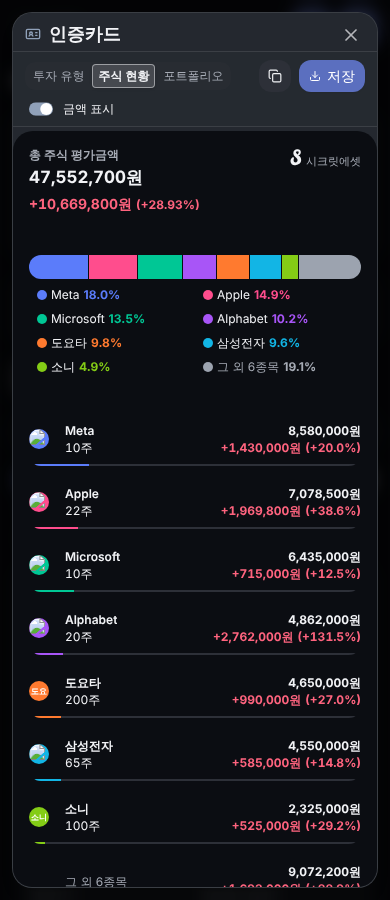 인증카드
투자 유형 주식 현황 포트폴리오 저장
금액 표시
총 주식 평가금액
시크릿에셋
47,552,700원
+10,669,800원 (+28.93%)
Meta 18.0% Apple 14.9%
Microsoft 13.5% Alphabet 10.2%
도요타 9.8% 삼성전자 9.6%
소니 4.9% 그 외 6종목 19.1%
Meta 8,580,000원
10주 +1,430,000원 (+20.0%)
Apple 7,078,500원
22주 +1,969,800원 (+38.6%)
Microsoft 6,435,000원
10주 +715,000원 (+12.5%)
Alphabet 4,862,000원
20주 +2,762,000원 (+131.5%)
도요 도요타 4,650,000원
200주 +990,000원 (+27.0%)
삼성전자 4,550,000원
65주 +585,000원 (+14.8%)
소니 소니 2,325,000원
100주 +525,000원 (+29.2%)
9,072,200원
그 외 6종목